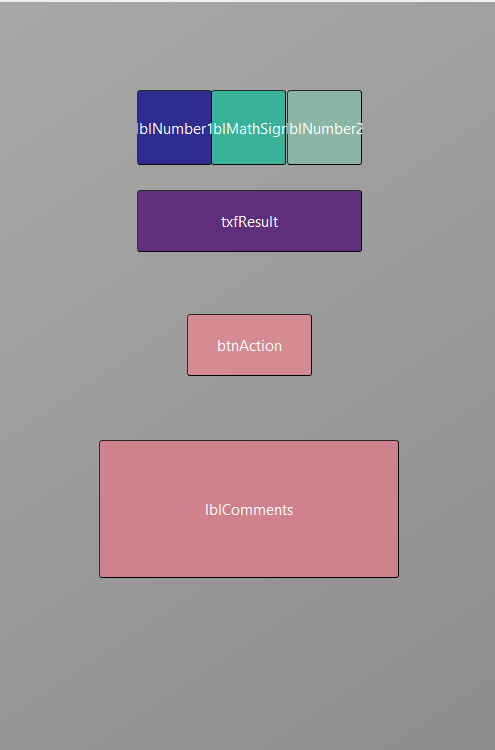 lblNumber1 lblMathSign lblNumber2
txfResult
btnAction
lblComments